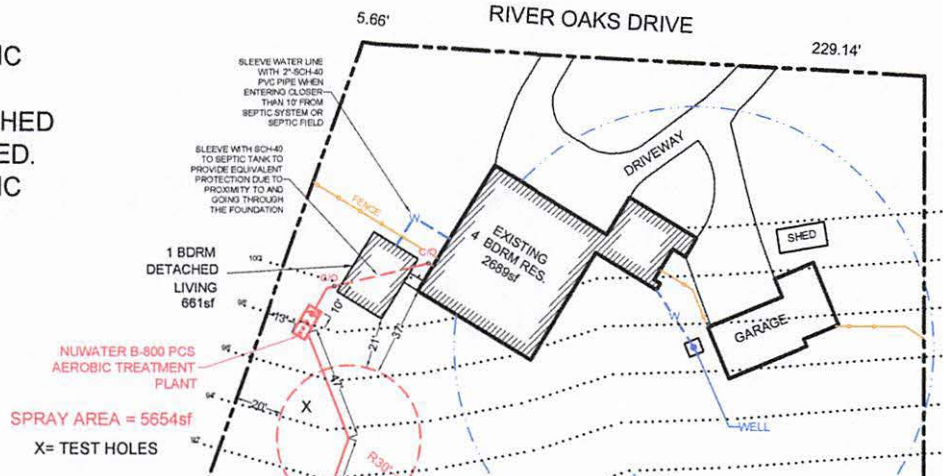 IC
HED
ED.
IC
5.66'
RIVER OAKS DRIVE
229.14'
SLEEVE WATER LINE
WITH 2"-SCH-40
PVC PIPE WHEN
ENTERING CLOSER
THAN 10' FROM
SEPTIC SYSTEM OR
SEPTIC FIELD
SLEEVE WITH SCH-40
TO SEPTIC TANK TO
PROVIDE EQUIVALENT
PROTECTION DUE TO
PROXIMITY TO AND
GOING THROUGH
THE FOUNDATION
DRIVEWAY
FENCE
W
C/O
EXISTING
4 BDRM RES.
2689sf
SHED
1 BDRM
DETACHED
LIVING
661sf
C/O
10'
13'
21'
37'
W
GARAGE
NUWATER B-800 PCS
AEROBIC TREATMENT
PLANT
20'
X
SPRAY AREA = 5654sf
X= TEST HOLES
R30'
WELL